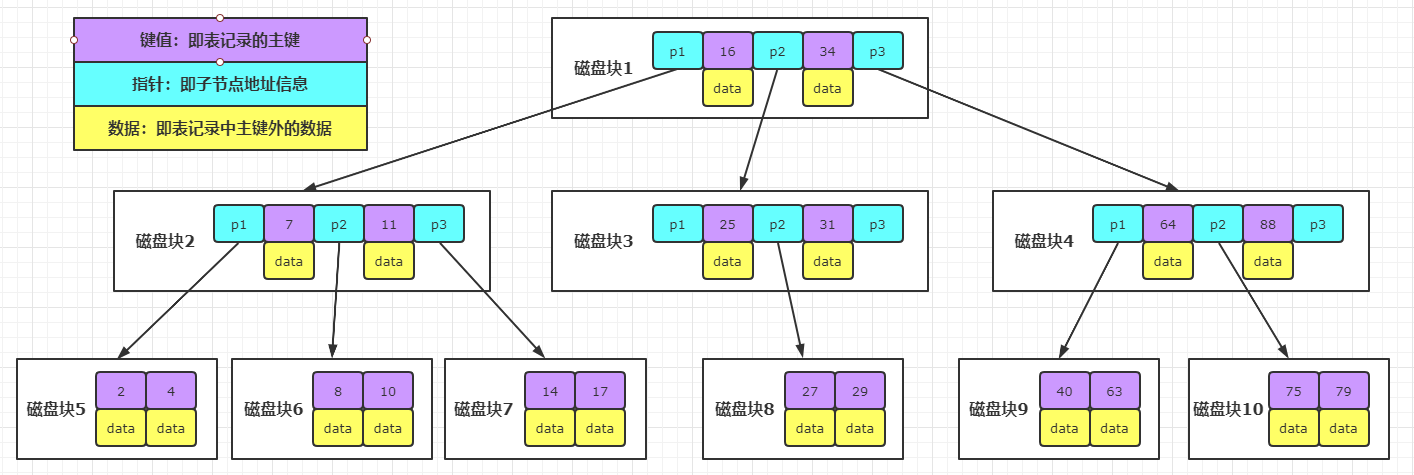 键值：即表记录的主键
指针：即子节点地址信息
数据：即表记录中主键外的数据
磁盘块1
p1 16 p2 34 p3
data data
磁盘块2
p1 7 p2 11 p3
data data
磁盘块3
p1 25 p2 31 p3
data data
磁盘块4
p1 64 p2 88 p3
data data
磁盘块5
2 4
data data
磁盘块6
8 10
data data
磁盘块7
14 17
data data
磁盘块8
27 29
data data
磁盘块9
40 63
data data
磁盘块10
75 79
data data